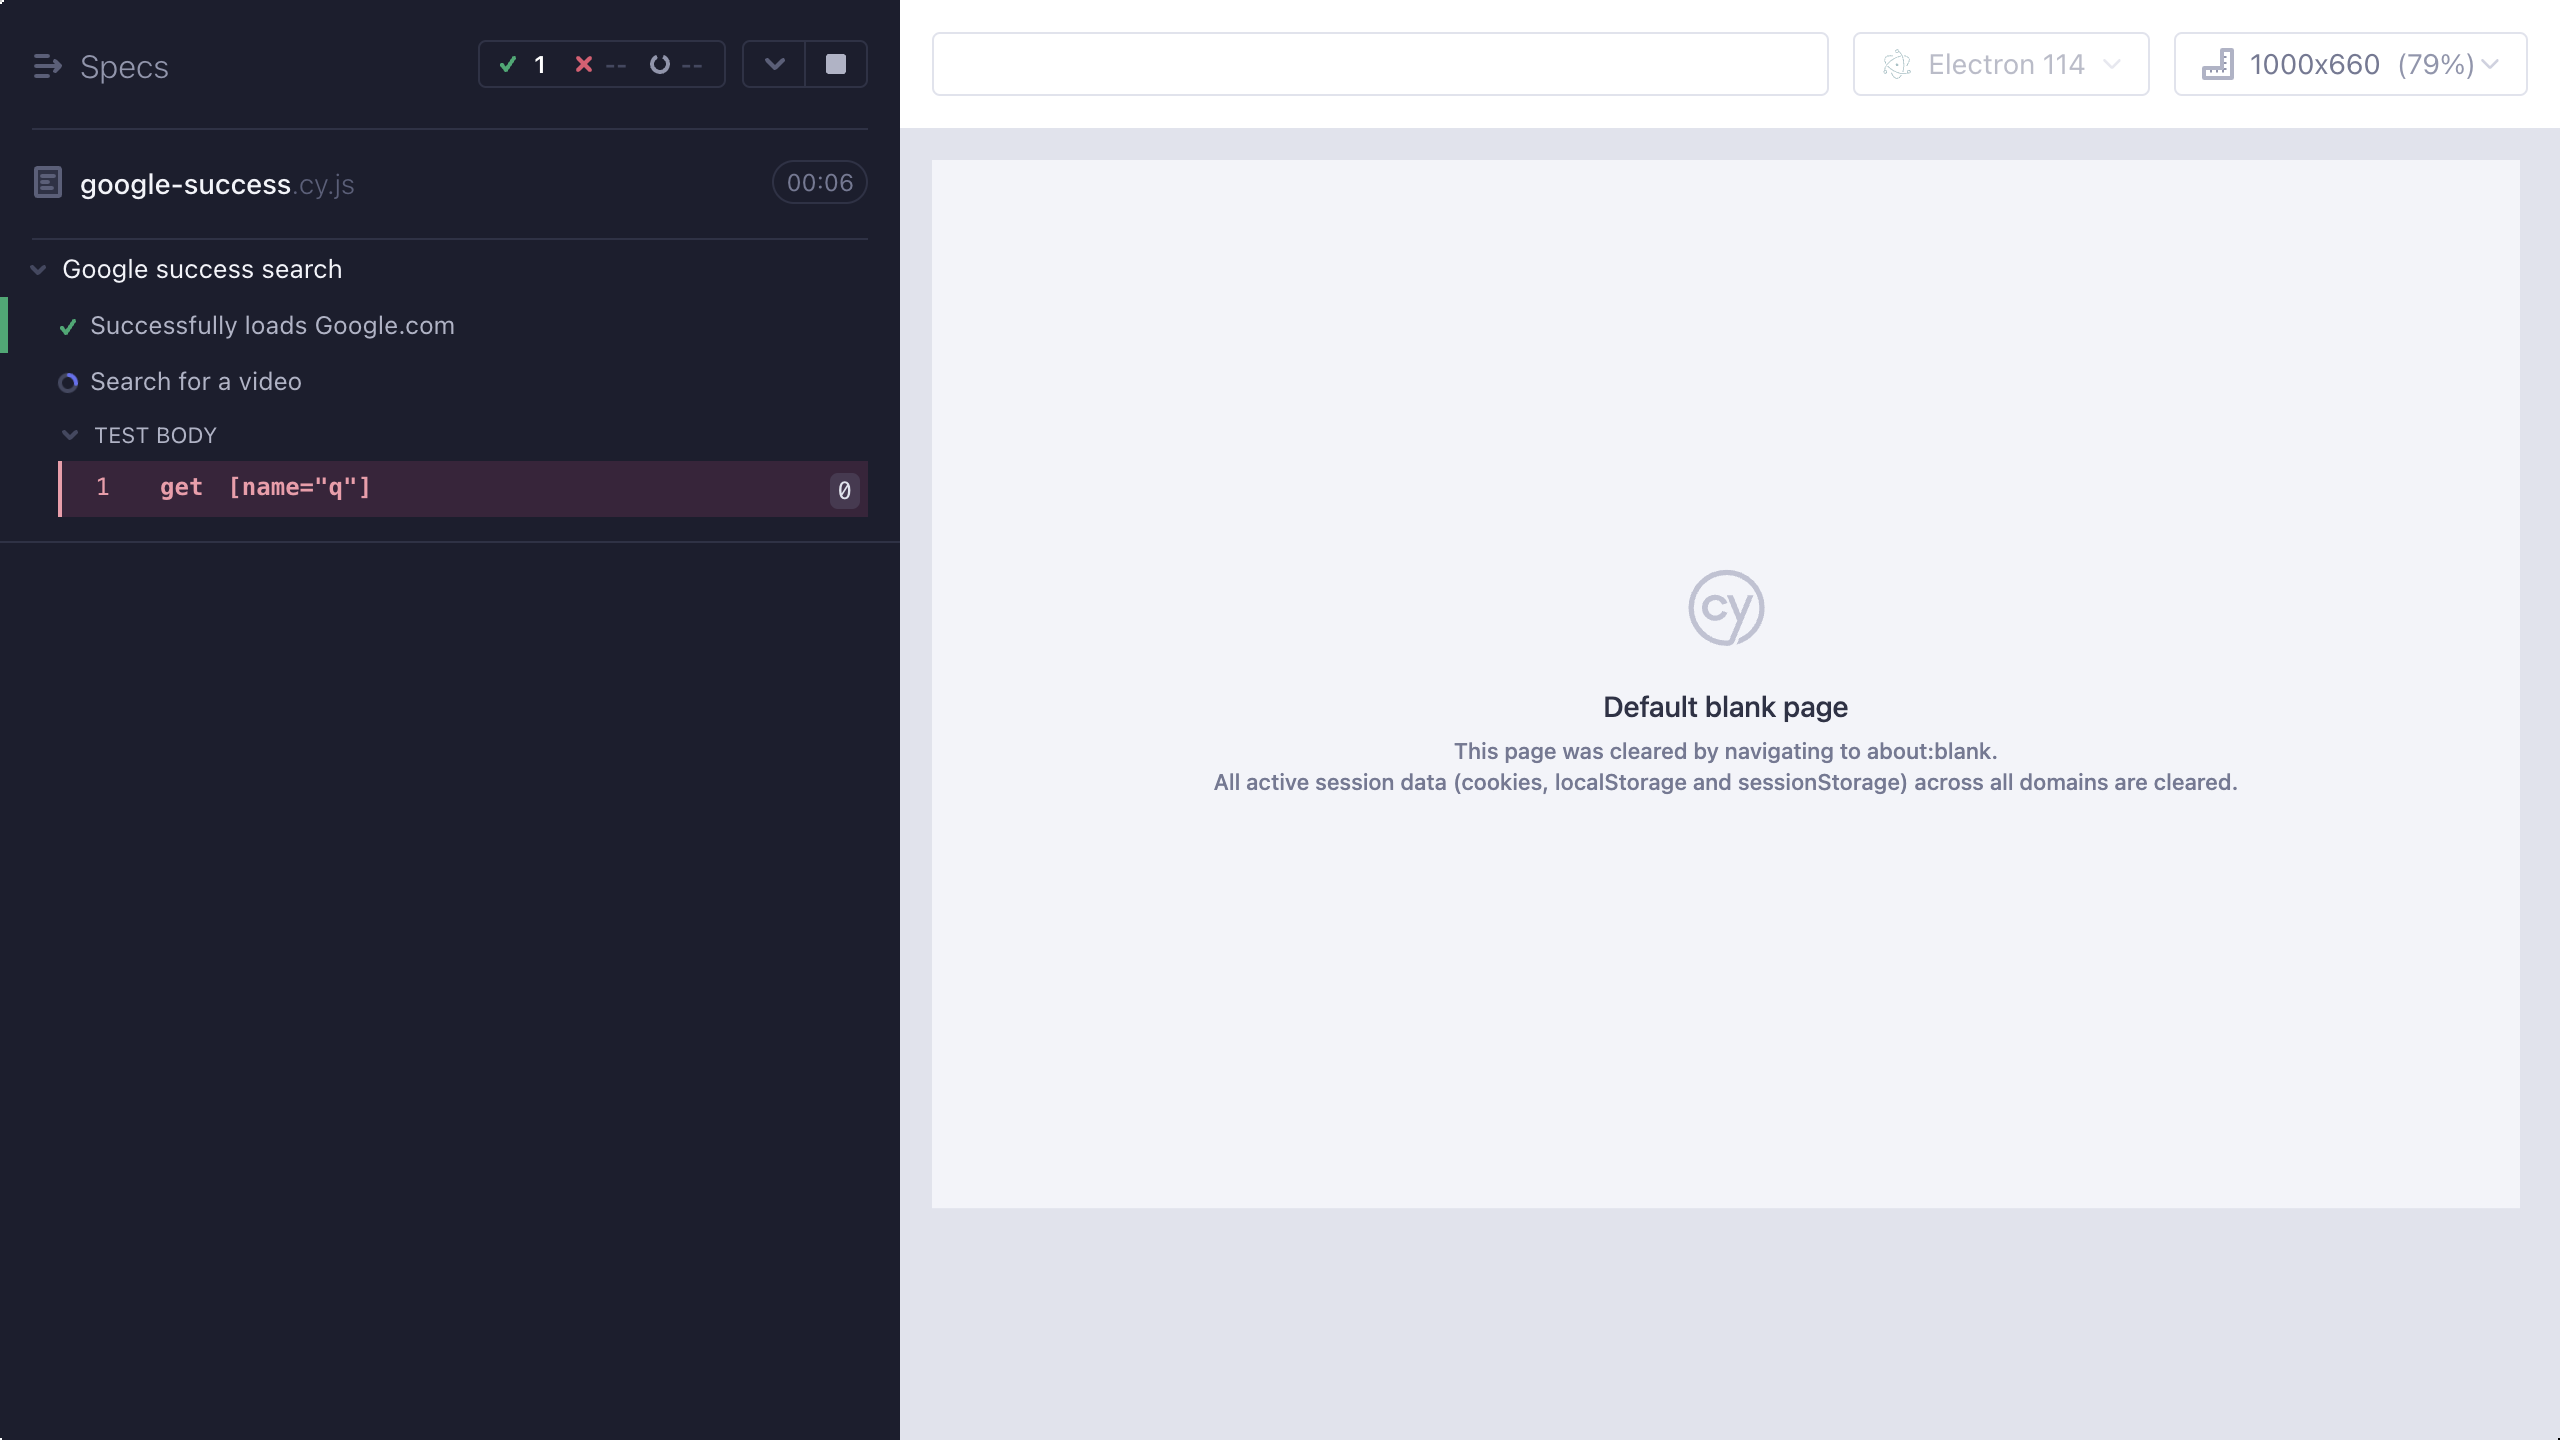 Specs
1 -- --
google-success.cy.js
00:06
Google success search
Successfully loads Google.com
Search for a video
TEST BODY
1 get [name="q"] 0
Electron 114
1000x660 (79%)
cy
Default blank page
This page was cleared by navigating to about:blank.
All active session data (cookies, localStorage and sessionStorage) across all domains are cleared.